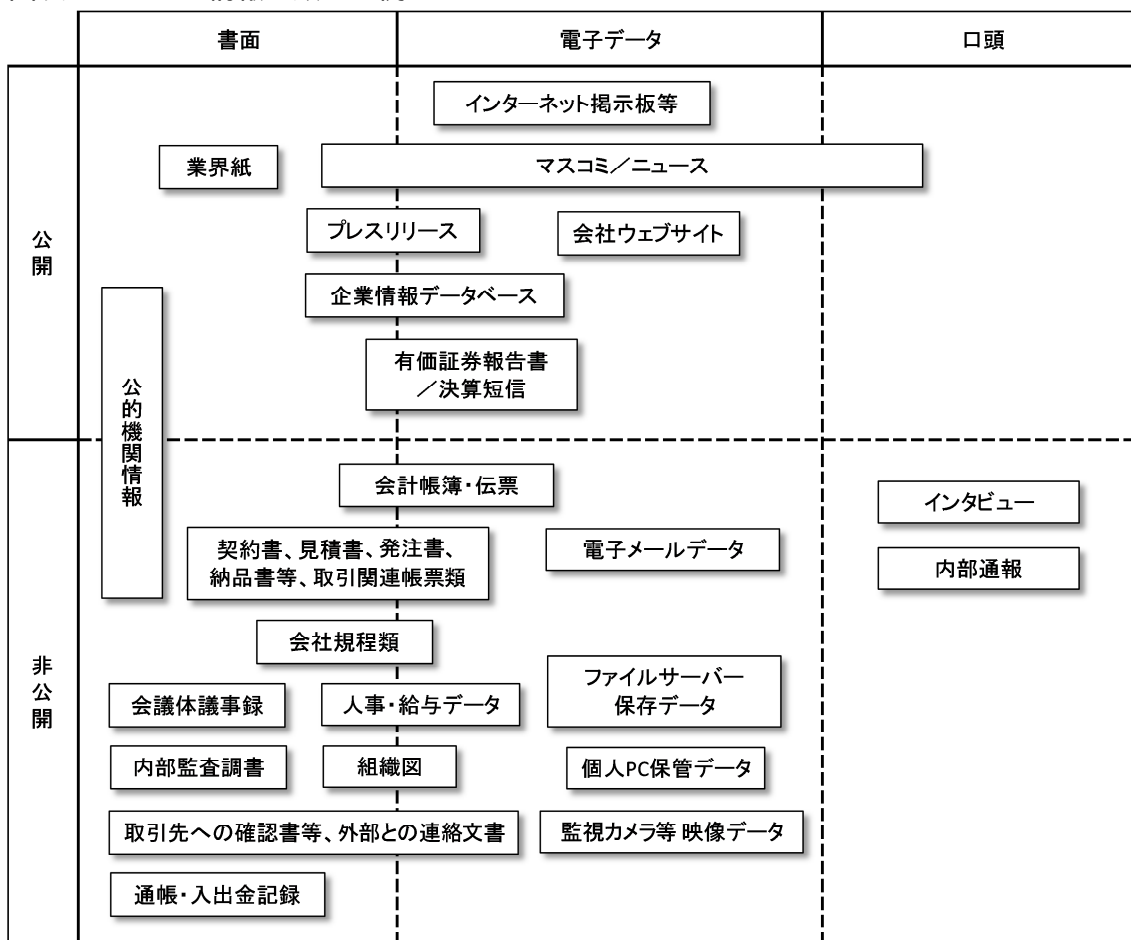 書面
電子データ
口頭
公開
インターネット掲示板等
業界紙
マスコミ／ニュース
プレスリリース
会社ウェブサイト
企業情報データベース
有価証券報告書
／決算短信
公的機関情報
非公開
会計帳簿・伝票
インタビュー
契約書、見積書、発注書、
納品書等、取引関連帳票類
電子メールデータ
内部通報
会社規程類
ファイルサーバー
保存データ
会議体議事録
人事・給与データ
内部監査調書
組織図
個人PC保管データ
取引先への確認書等、外部との連絡文書
監視カメラ等 映像データ
通帳・入出金記録